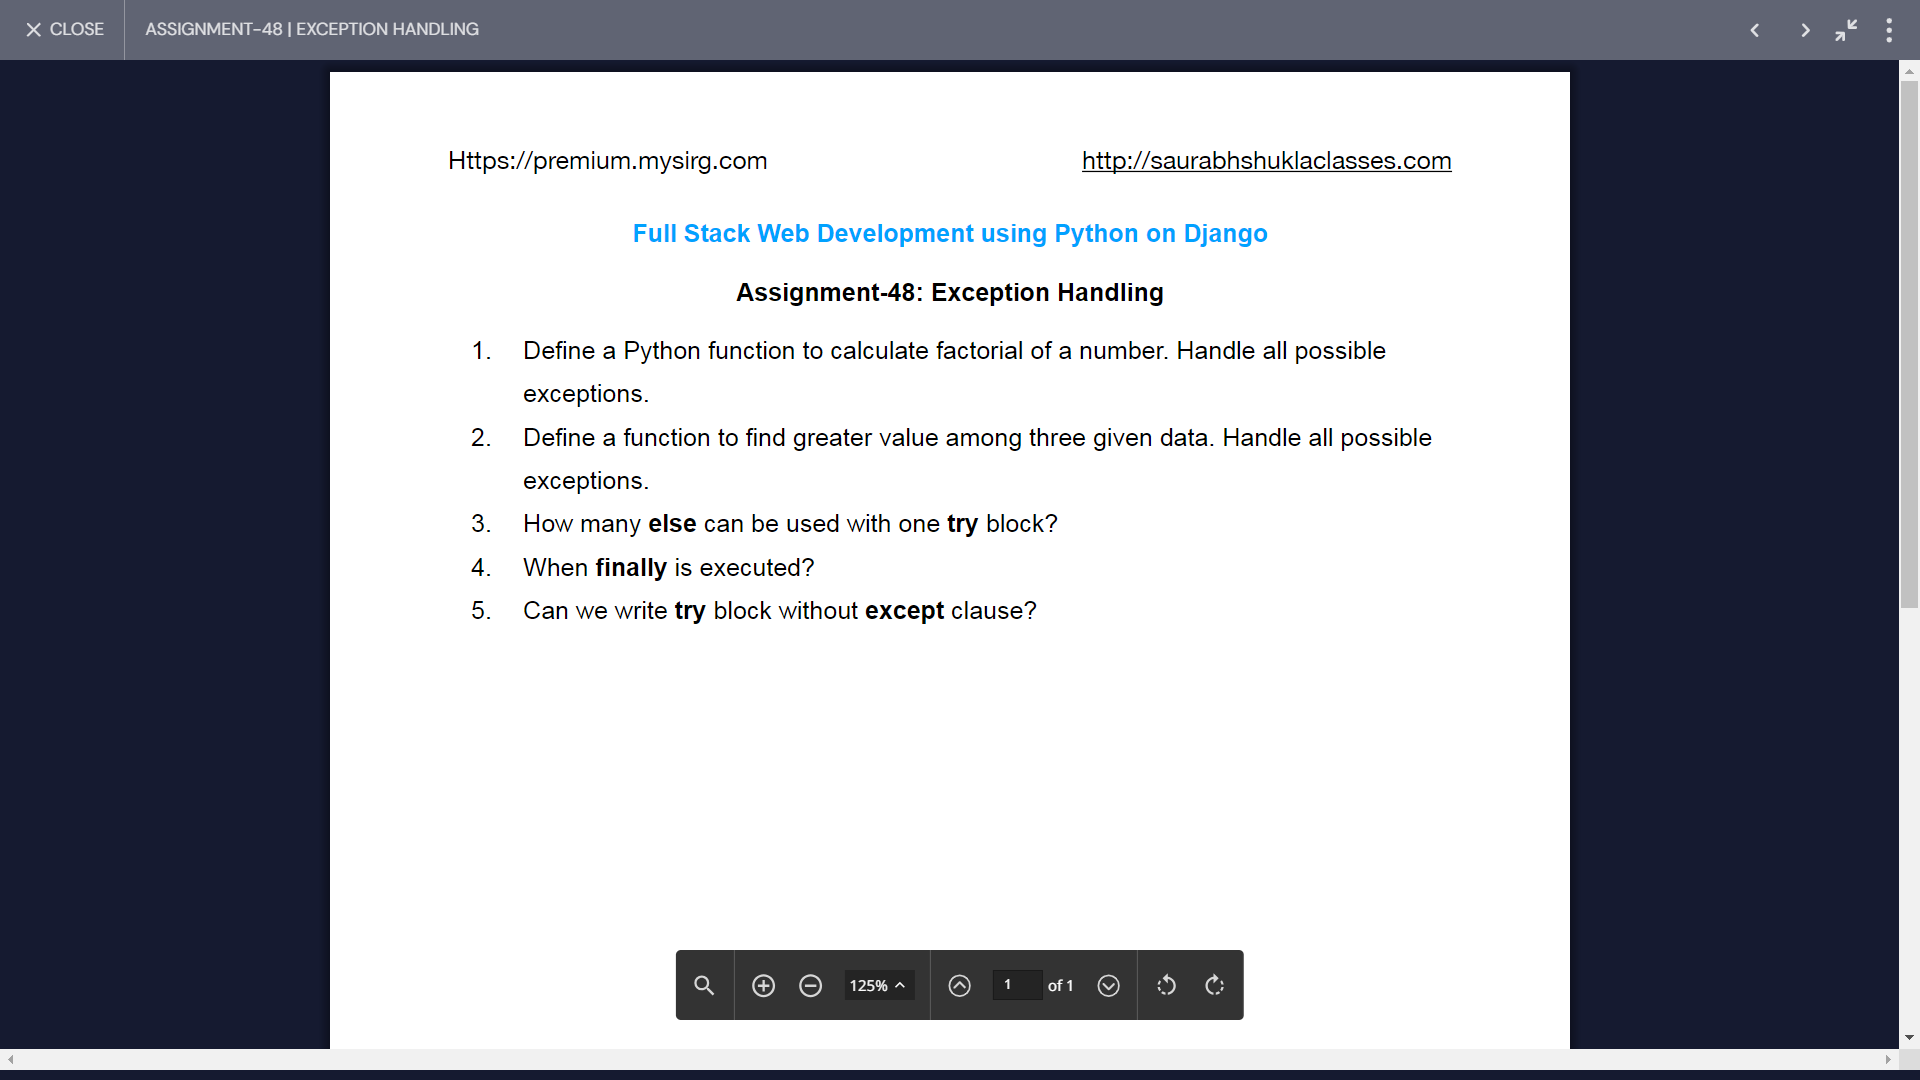 CLOSE
ASSIGNMENT-48 | EXCEPTION HANDLING
Https://premium.mysirg.com
http://saurabhshuklaclasses.com
Full Stack Web Development using Python on Django
Assignment-48: Exception Handling
1. Define a Python function to calculate factorial of a number. Handle all possible
exceptions.
2. Define a function to find greater value among three given data. Handle all possible
exceptions.
3. How many else can be used with one try block?
4. When finally is executed?
5. Can we write try block without except clause?
125%
1 of 1